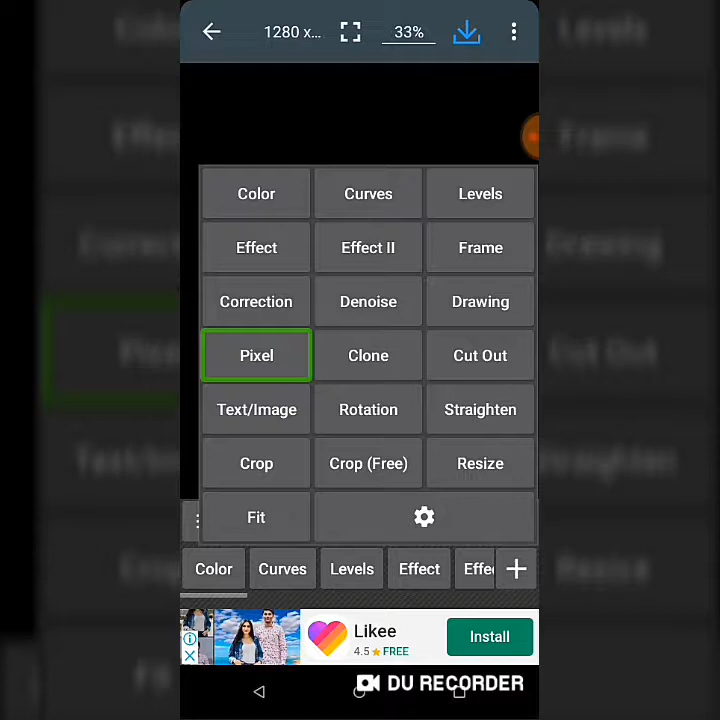 1280 x... 33%
Color Curves Levels
Effect Effect II Frame
Correction Denoise Drawing
Pixel Clone Cut Out
Text/Image Rotation Straighten
Crop Crop (Free) Resize
Fit
Color Curves Levels Effect Effe
Likee
Install
4.5★ FREE
DU RECORDER